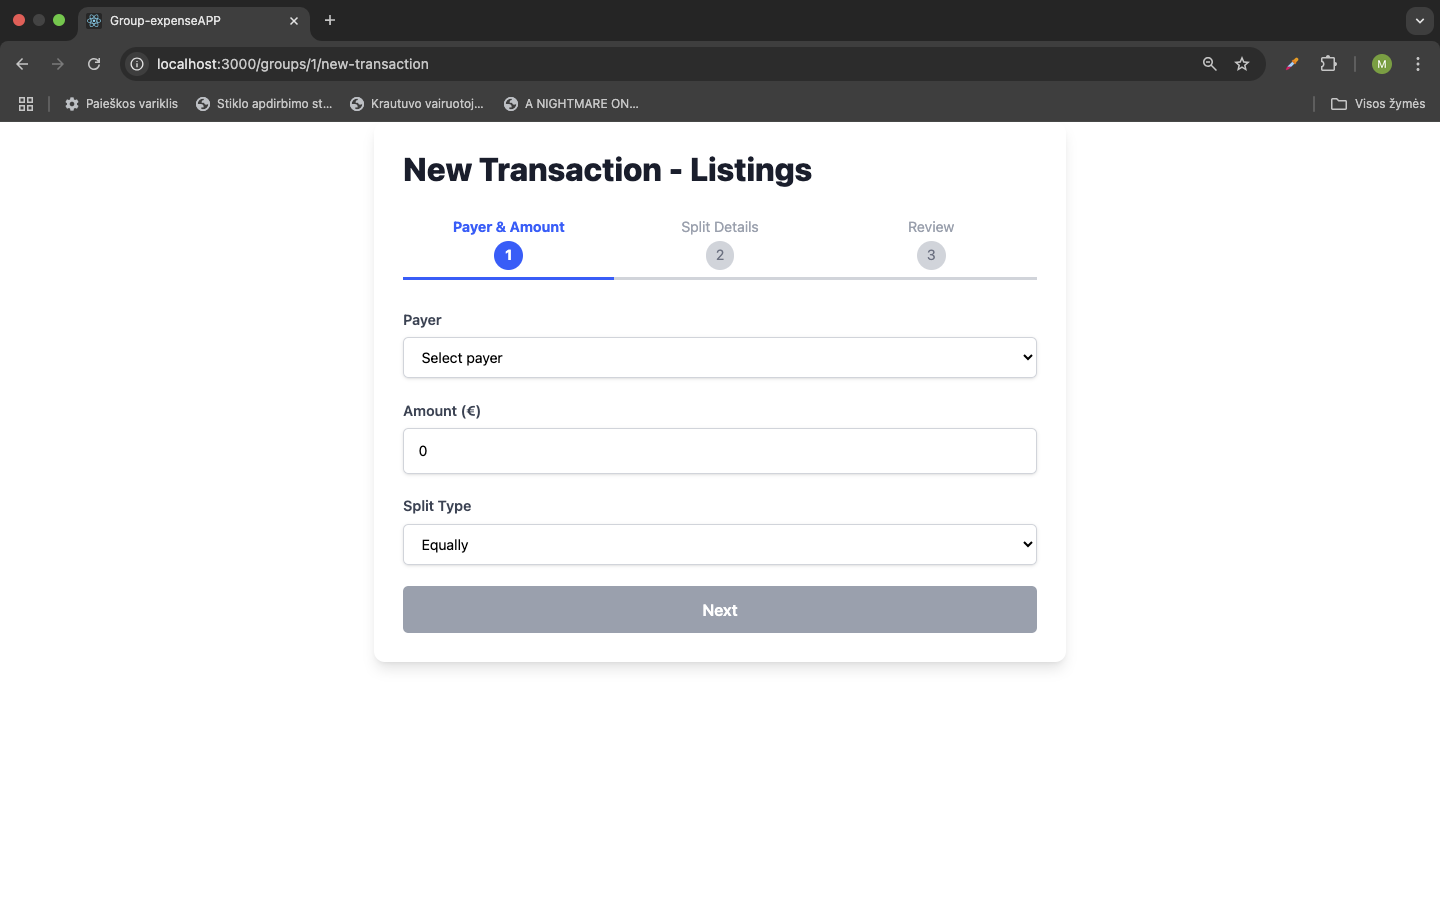 Group-expenseAPP
localhost:3000/groups/1/new-transaction
M
Paieškos variklis
Stiklo apdirbimo st...
Krautuvo vairuotoj...
A NIGHTMARE ON...
Visos žymės
New Transaction - Listings
Payer & Amount
Split Details
Review
1
2
3
Payer
Select payer
Amount (€)
0
Split Type
Equally
Next